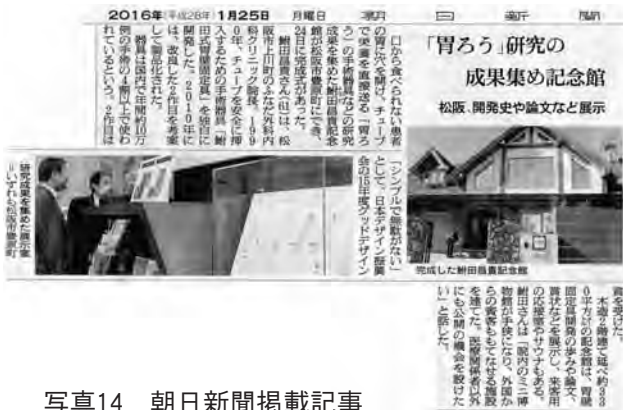 2016年(平成28年)1月25日 月曜日 朝 日 新 聞
「胃ろう」研究の
成果集め記念館
松阪、開発史や論文など展示
口から食べられない患者
の胃に穴を開け、チューブ
で栄養を直接送る「胃ろ
う」の手術器具などの研究
成果を集めた鮒田昌貴記念
館が松阪市豊原町にでき、
24日に完成式があった。
鮒田昌貴さん(61)は、松
阪市上川町のふなだ外科内
科クリニック院長。199
0年、チューブを安全に挿
入するための手術器具「鮒
田式胃壁固定具」を独自に
開発した。2010年に
は、改良した2作目を考案
して製品化された。
器具は国内で年間約10万
例の手術の4割以上で使わ
れているという。2作目は
「シンプルで無駄がない」
として、日本デザイン振興
会の15年度グッドデザイン
賞を受けた。
木造2階建て延べ約33
0平方㍍の記念館は、胃壁
固定具開発の歩みや論文、
賞状などを展示し、来客用
の応接室やサウナもある。
鮒田さんは「院内のミニ博
物館が手狭になり、外国か
らの賓客ももてなせる施設
を建てた。医療関係者以外
にも公開の機会を設けた
い」と話した。
完成した鮒田昌貴記念館
研究成果を集めた展示室
=いずれも松阪市豊原町
写真14 朝日新聞掲載記事